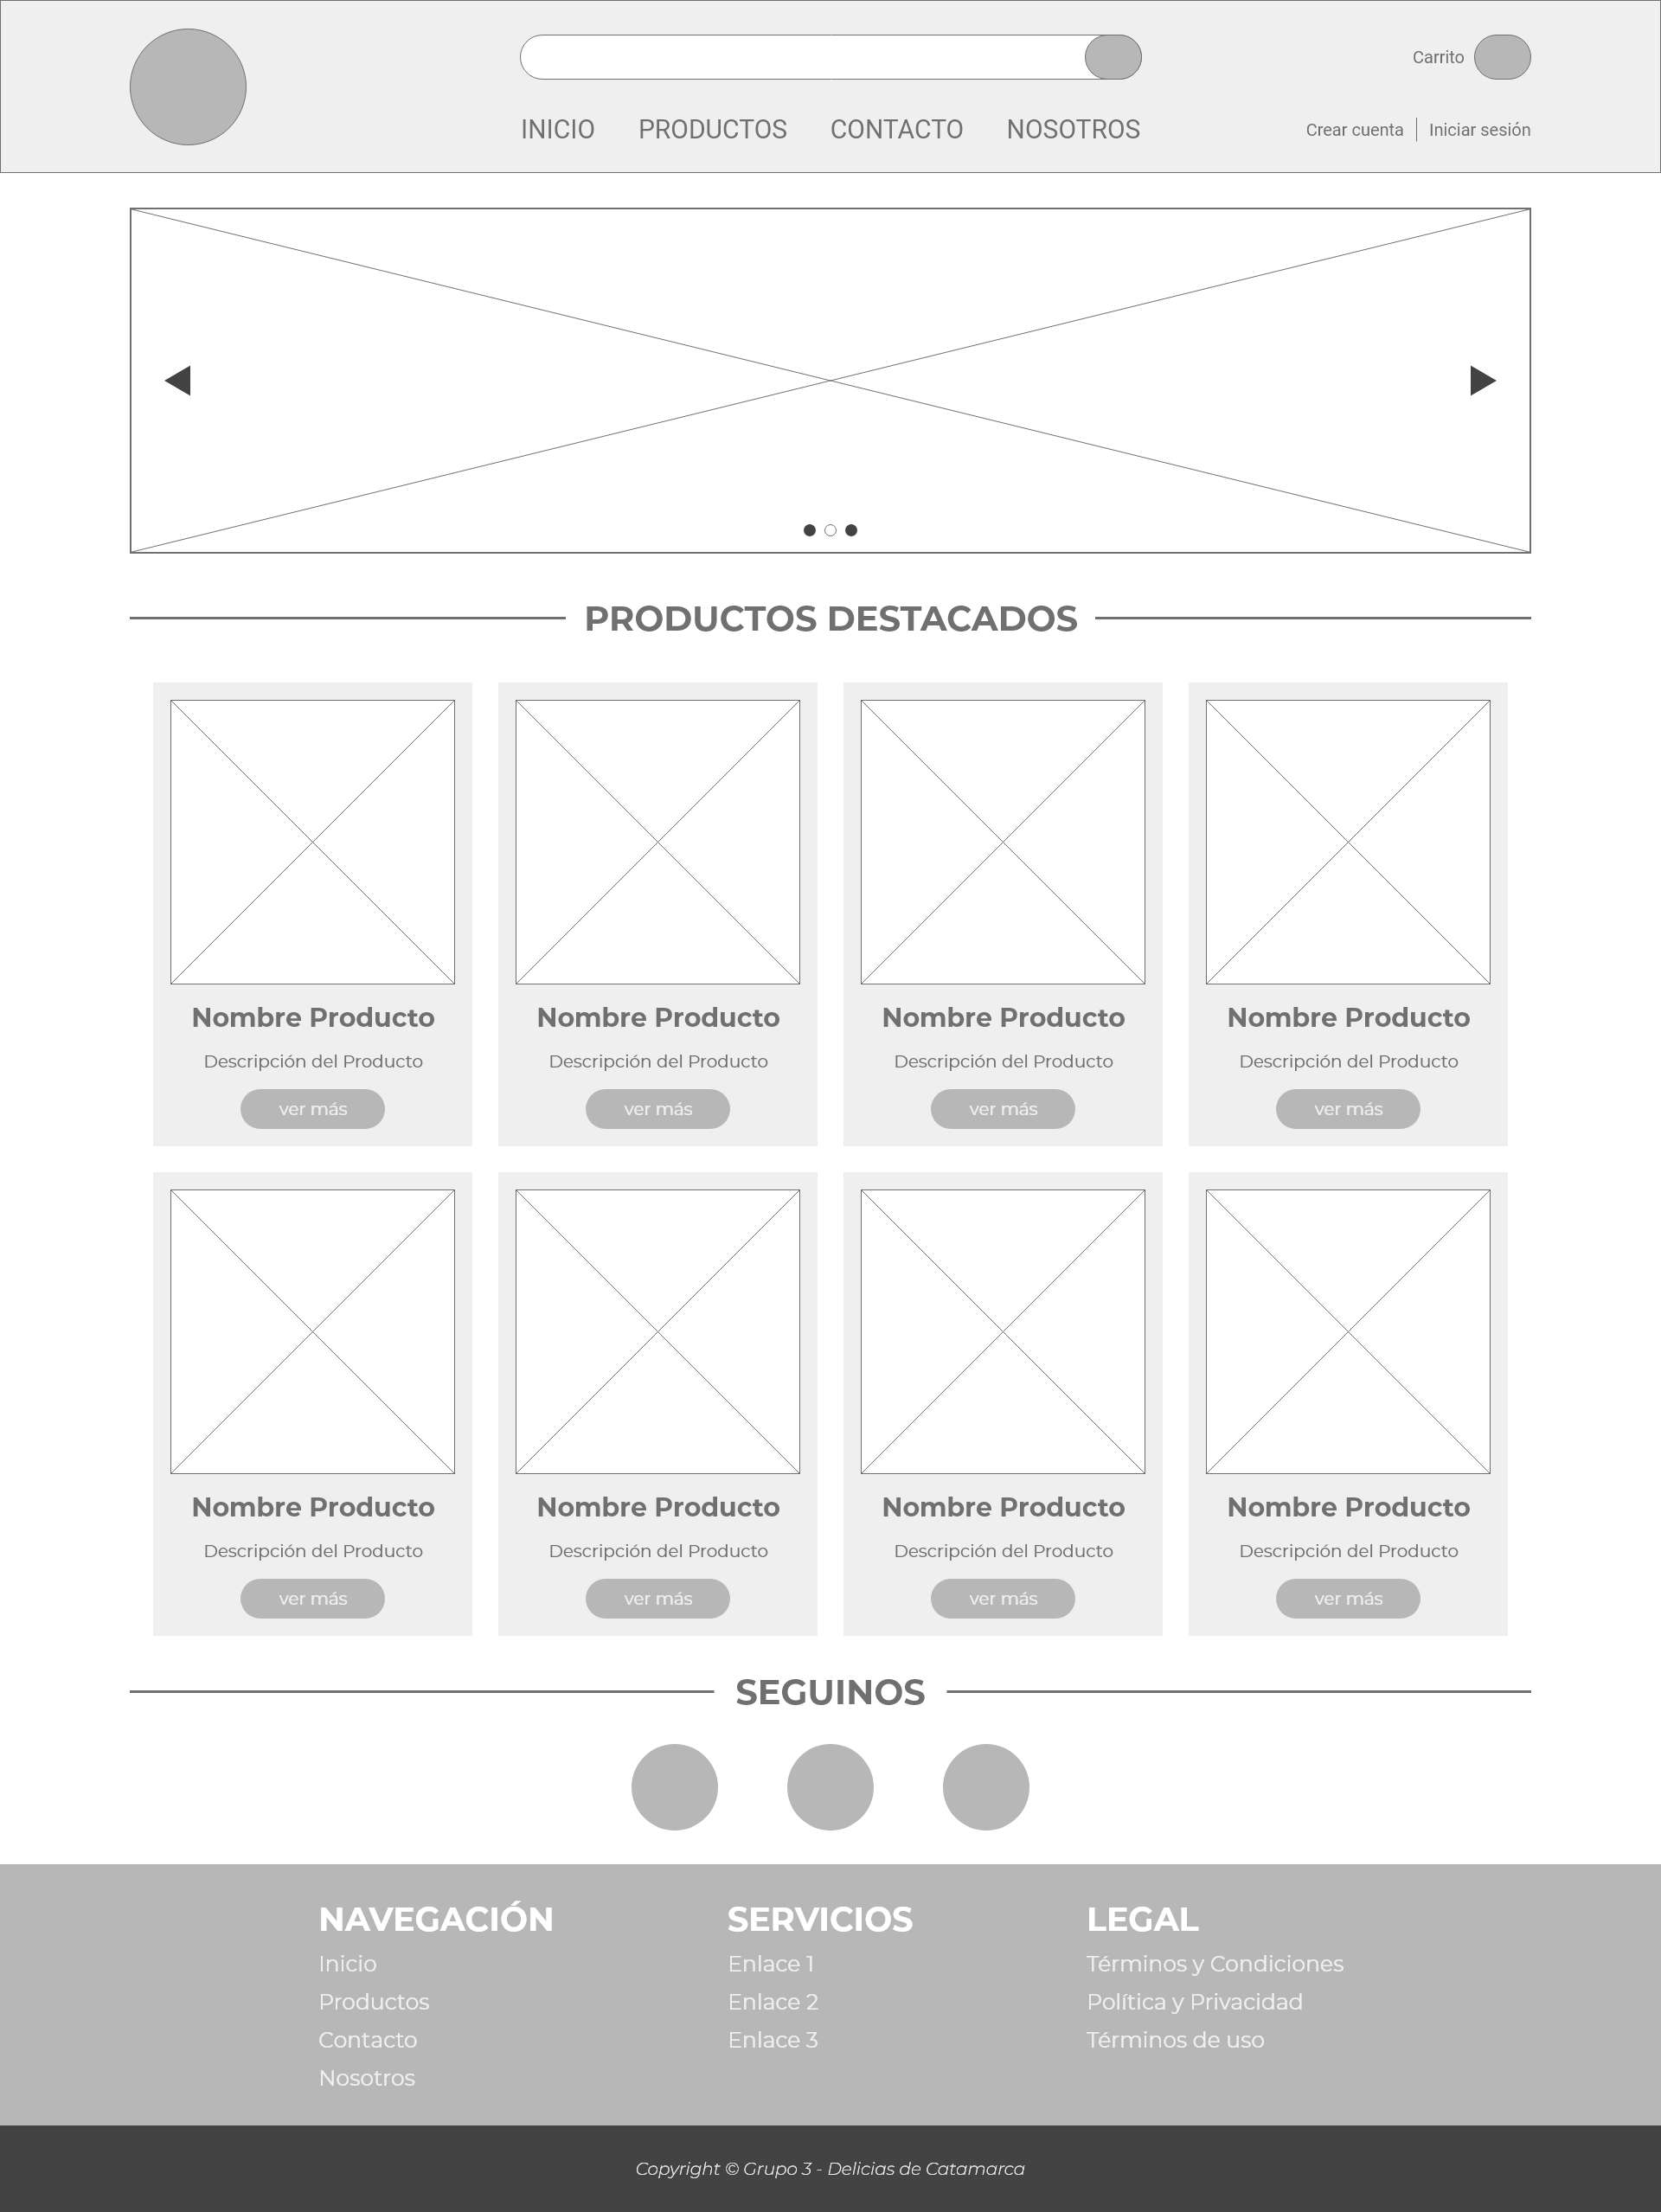 Carrito
INICIO PRODUCTOS CONTACTO NOSOTROS
Crear cuenta Iniciar sesión
PRODUCTOS DESTACADOS
Nombre Producto Nombre Producto Nombre Producto Nombre Producto
Descripción del Producto Descripción del Producto Descripción del Producto Descripción del Producto
ver más ver más ver más ver más
Nombre Producto Nombre Producto Nombre Producto Nombre Producto
Descripción del Producto Descripción del Producto Descripción del Producto Descripción del Producto
ver más ver más ver más ver más
SEGUINOS
NAVEGACIÓN
Inicio
Productos
Contacto
Nosotros
SERVICIOS
Enlace 1
Enlace 2
Enlace 3
LEGAL
Términos y Condiciones
Política y Privacidad
Términos de uso
Copyright © Grupo 3 - Delicias de Catamarca